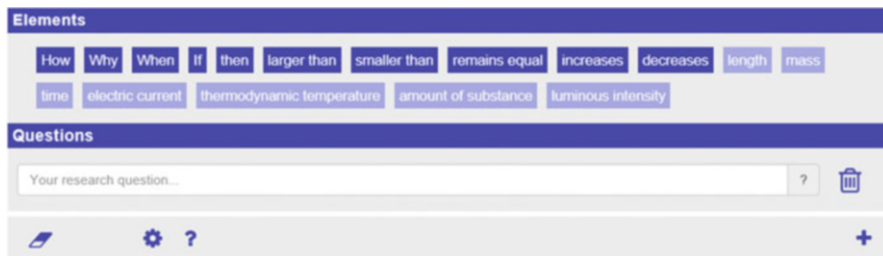 Elements
How Why When If then larger than smaller than remains equal increases decreases length mass
time electric current thermodynamic temperature amount of substance luminous intensity
Questions
Your research question... ?
?